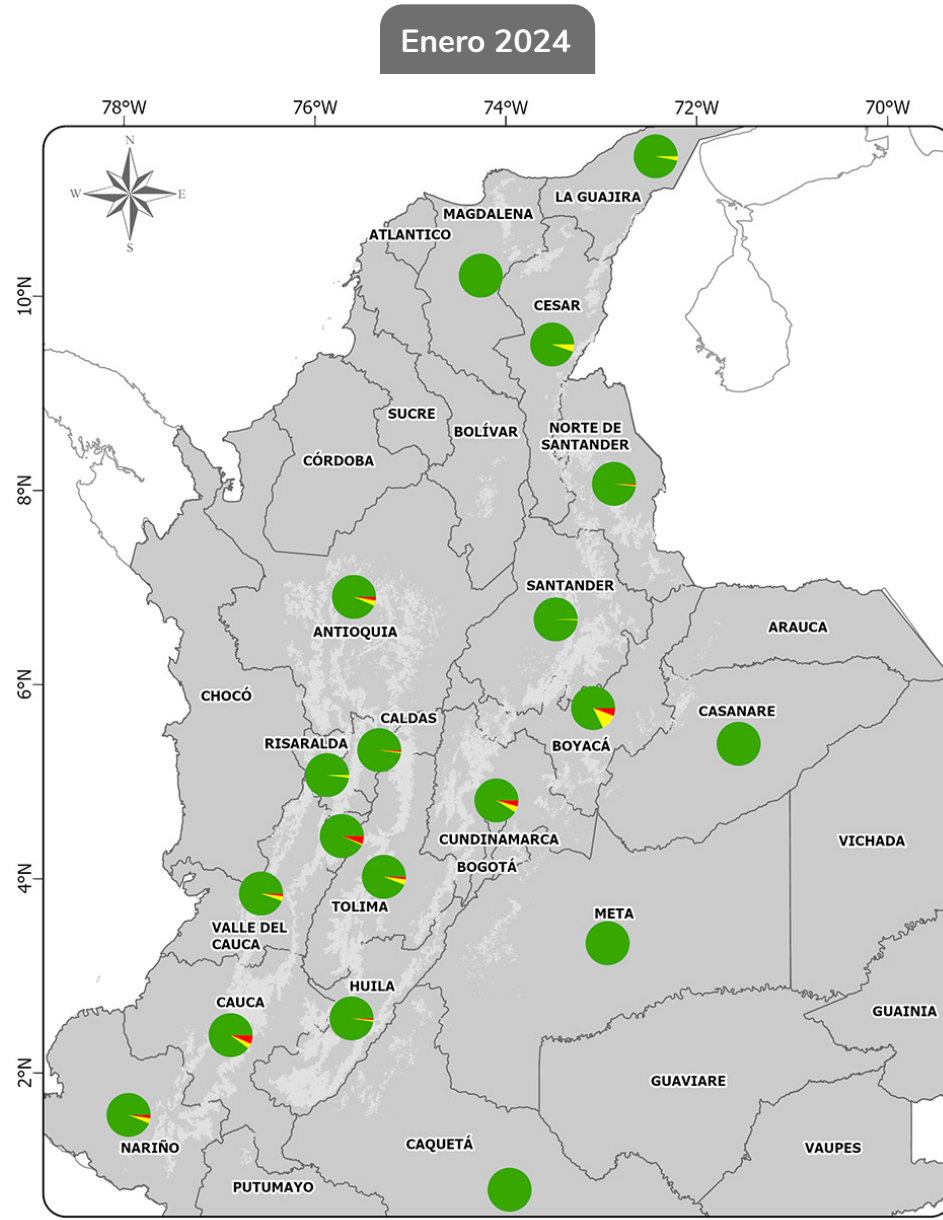 Enero 2024
78°W
76°W
74°W
72°W
70°W
N
W
E
S
LA GUAJIRA
MAGDALENA
ATLANTICO
10°N
CESAR
SUCRE
BOLÍVAR
NORTE DE
SANTANDER
CÓRDOBA
8°N
SANTANDER
ANTIOQUIA
ARAUCA
6°N
CHOCÓ
CALDAS
CASANARE
RISARALDA
BOYACÁ
CUNDINAMARCA
VICHADA
BOGOTÁ
4°N
TOLIMA
META
VALLE DEL
CAUCA
HUILA
CAUCA
GUAINIA
2°N
GUAVIARE
NARIÑO
CAQUETÁ
VAUPES
PUTUMAYO